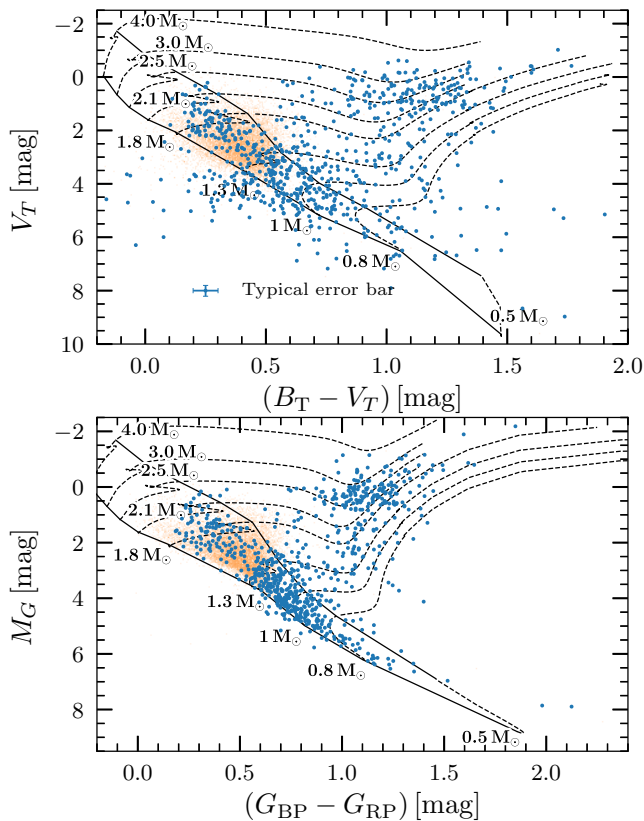 −2
0
2
4
6
8
10
V_T [mag]
4.0 M☉
3.0 M☉
2.5 M☉
2.1 M☉
1.8 M☉
1.3 M☉
1 M☉
0.8 M☉
0.5 M☉
Typical error bar
0.0 0.5 1.0 1.5 2.0
(B_T − V_T) [mag]
−2
0
2
4
6
8
M_G [mag]
4.0 M☉
3.0 M☉
2.5 M☉
2.1 M☉
1.8 M☉
1.3 M☉
1 M☉
0.8 M☉
0.5 M☉
0.0 0.5 1.0 1.5 2.0
(G_BP − G_RP) [mag]